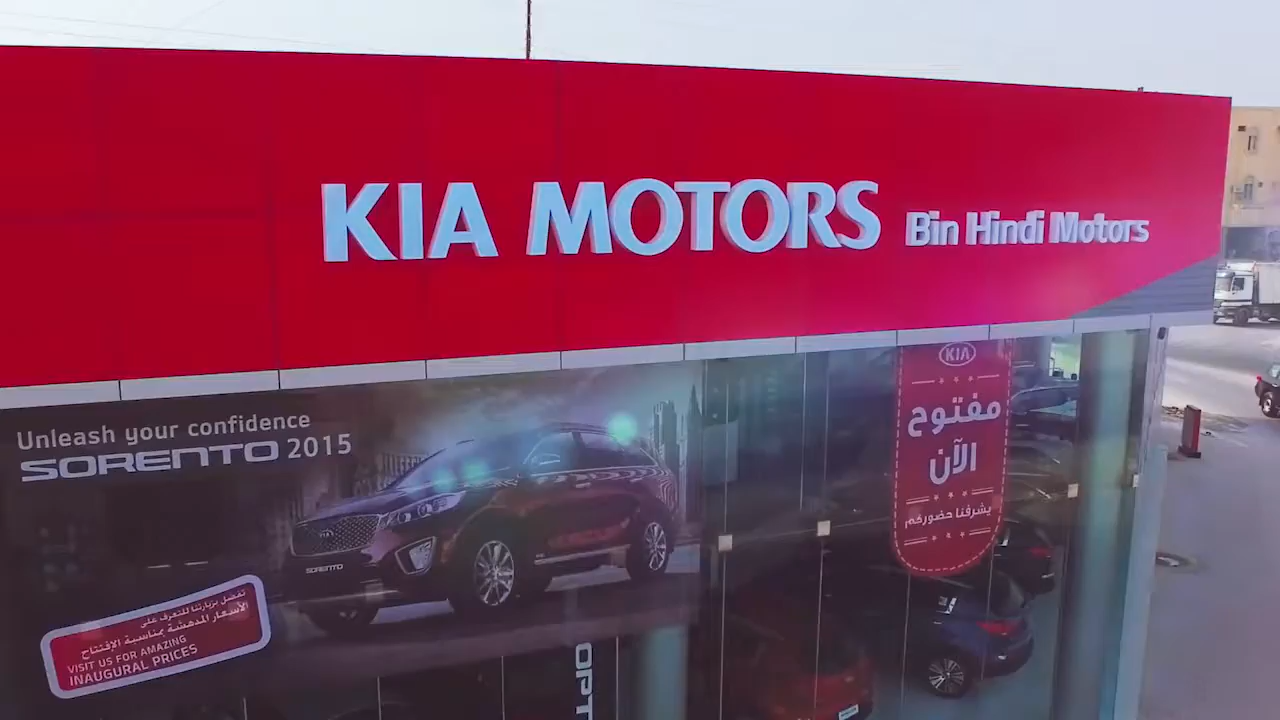 KIA MOTORS Bin Hindi Motors
Unleash your confidence
SORENTO 2015
SORENTO
تفضل بزيارتنا للتعرف على
الأسعار المدهشة بمناسبة الإفتتاح
VISIT US FOR AMAZING
INAUGURAL PRICES
KIA
مفتوح
الآن
يشرفنا حضوركم
OPT